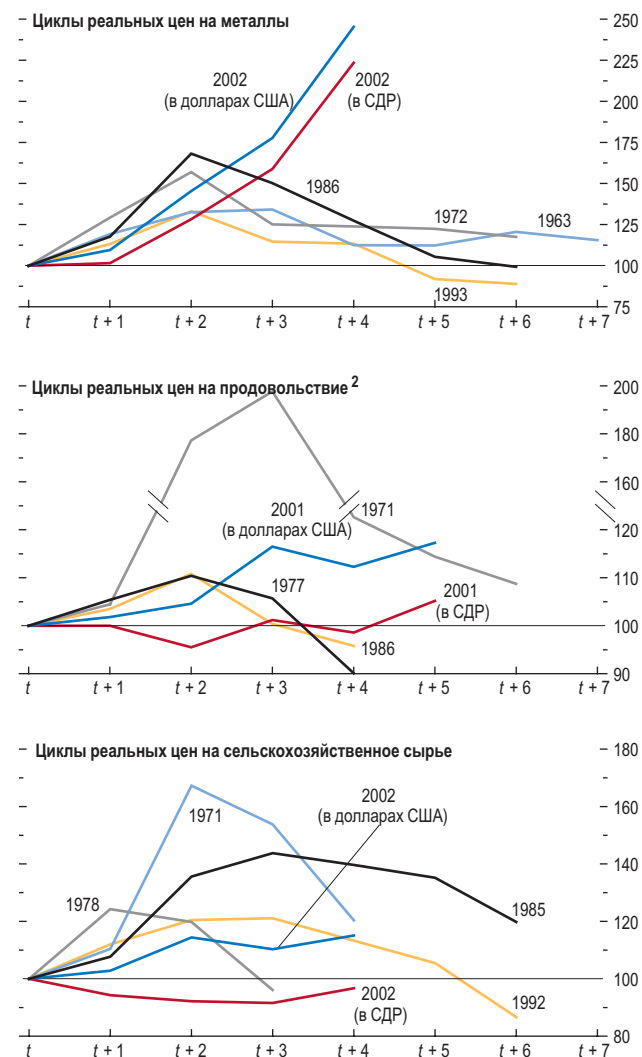 Циклы реальных цен на металлы
250
225
200
175
150
125
100
75
2002
(в долларах США)
2002
(в СДР)
1986
1972
1963
1993
t
t + 1
t + 2
t + 3
t + 4
t + 5
t + 6
t + 7
Циклы реальных цен на продовольствие 2
200
180
160
120
110
100
90
1971
2001
(в долларах США)
1977
2001
(в СДР)
1986
t
t + 1
t + 2
t + 3
t + 4
t + 5
t + 6
t + 7
Циклы реальных цен на сельскохозяйственное сырье
180
160
140
120
100
80
2002
(в долларах США)
1971
1978
1985
2002
(в СДР)
1992
t
t + 1
t + 2
t + 3
t + 4
t + 5
t + 6
t + 7